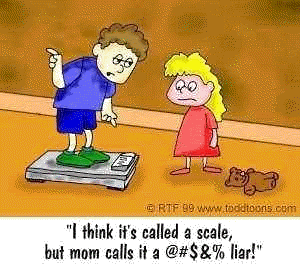 © RTF 99 www.toddtoons.com
"I think it's called a scale,
but mom calls it a @#$&% liar!"